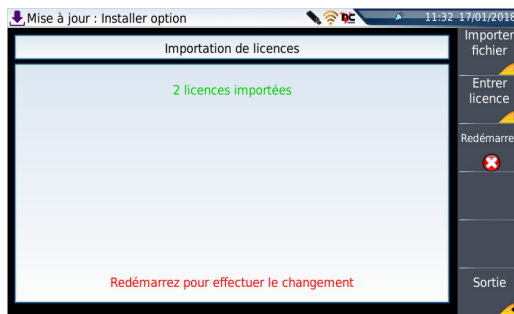 Mise à jour : Installer option
11:32 17/01/2018
Importation de licences
2 licences importées
Redémarrez pour effectuer le changement
Importer
fichier
Entrer
licence
Redémarre
Sortie